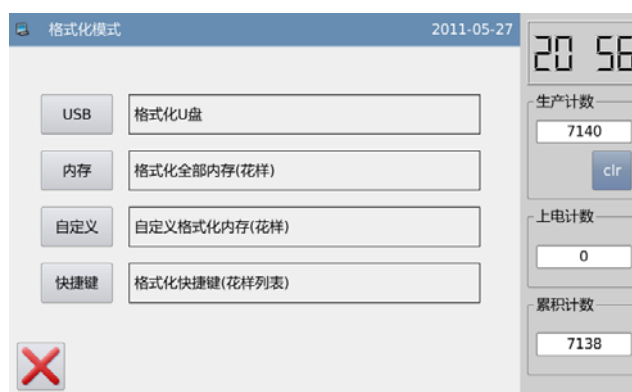 格式化模式 2011-05-27
20 56
USB 格式化U盘
内存 格式化全部内存(花样)
自定义 自定义格式化内存(花样)
快捷键 格式化快捷键(花样列表)
生产计数
7140
clr
上电计数
0
累积计数
7138